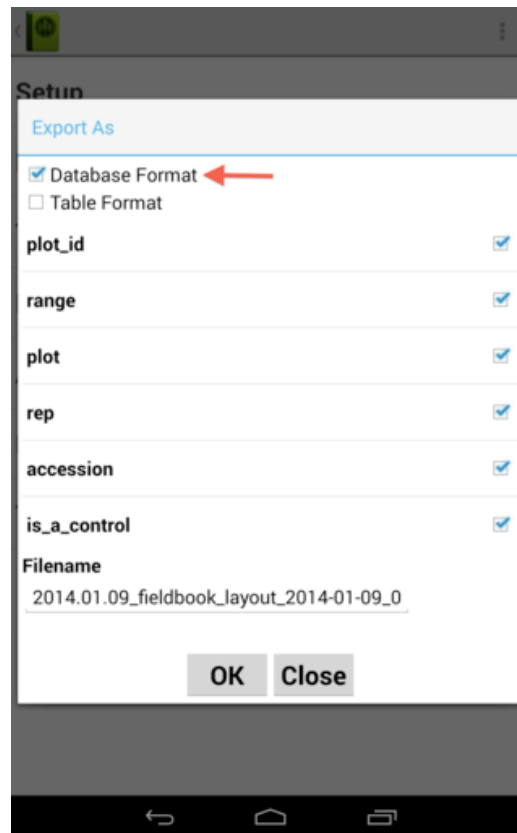 Setup
Export As
Database Format
Table Format
plot_id
range
plot
rep
accession
is_a_control
Filename
2014.01.09_fieldbook_layout_2014-01-09_0
OK Close